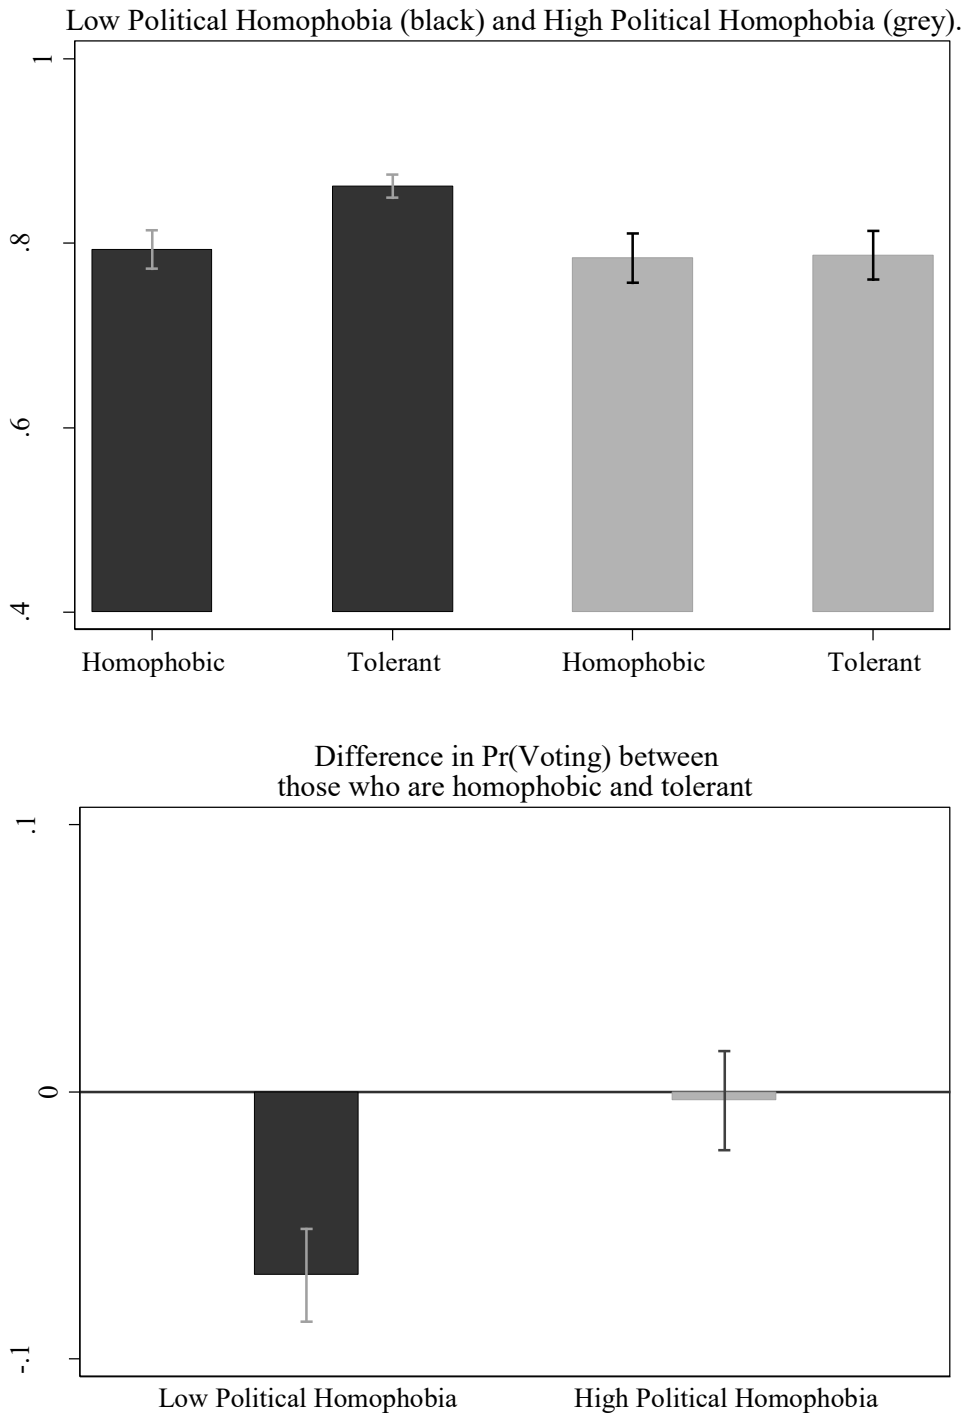 Low Political Homophobia (black) and High Political Homophobia (grey).
1
.8
.6
.4
Homophobic Tolerant Homophobic Tolerant
Difference in Pr(Voting) between
those who are homophobic and tolerant
.1
0
-.1
Low Political Homophobia High Political Homophobia